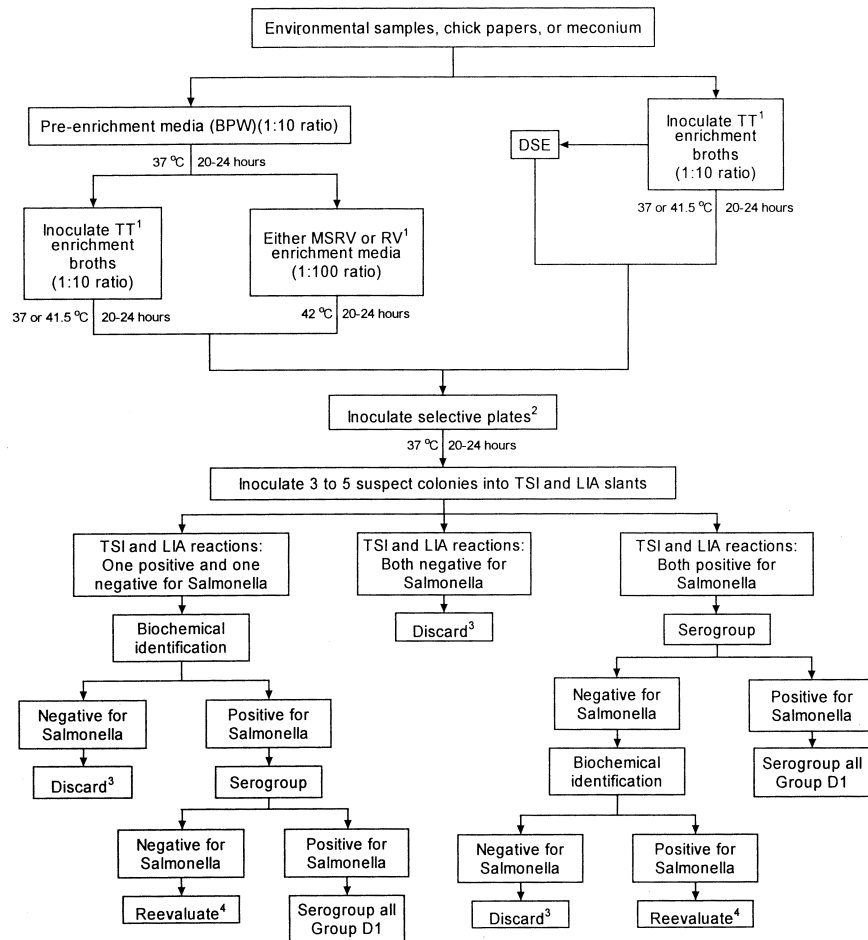 Environmental samples, chick papers, or meconium
Pre-enrichment media (BPW)(1:10 ratio)
DSE
Inoculate TT¹
enrichment
broths
(1:10 ratio)
37 °C 20-24 hours
37 or 41.5 °C 20-24 hours
Inoculate TT¹
enrichment
broths
(1:10 ratio)
Either MSRV or RV¹
enrichment media
(1:100 ratio)
37 or 41.5 °C 20-24 hours
42 °C 20-24 hours
Inoculate selective plates²
37 °C 20-24 hours
Inoculate 3 to 5 suspect colonies into TSI and LIA slants
TSI and LIA reactions:
One positive and one
negative for Salmonella
TSI and LIA reactions:
Both negative for
Salmonella
TSI and LIA reactions:
Both positive for
Salmonella
Discard³
Biochemical
identification
Serogroup
Negative for
Salmonella
Positive for
Salmonella
Negative for
Salmonella
Positive for
Salmonella
Discard³
Serogroup
Biochemical
identification
Serogroup all
Group D1
Negative for
Salmonella
Positive for
Salmonella
Negative for
Salmonella
Positive for
Salmonella
Reevaluate⁴
Serogroup all
Group D1
Discard³
Reevaluate⁴